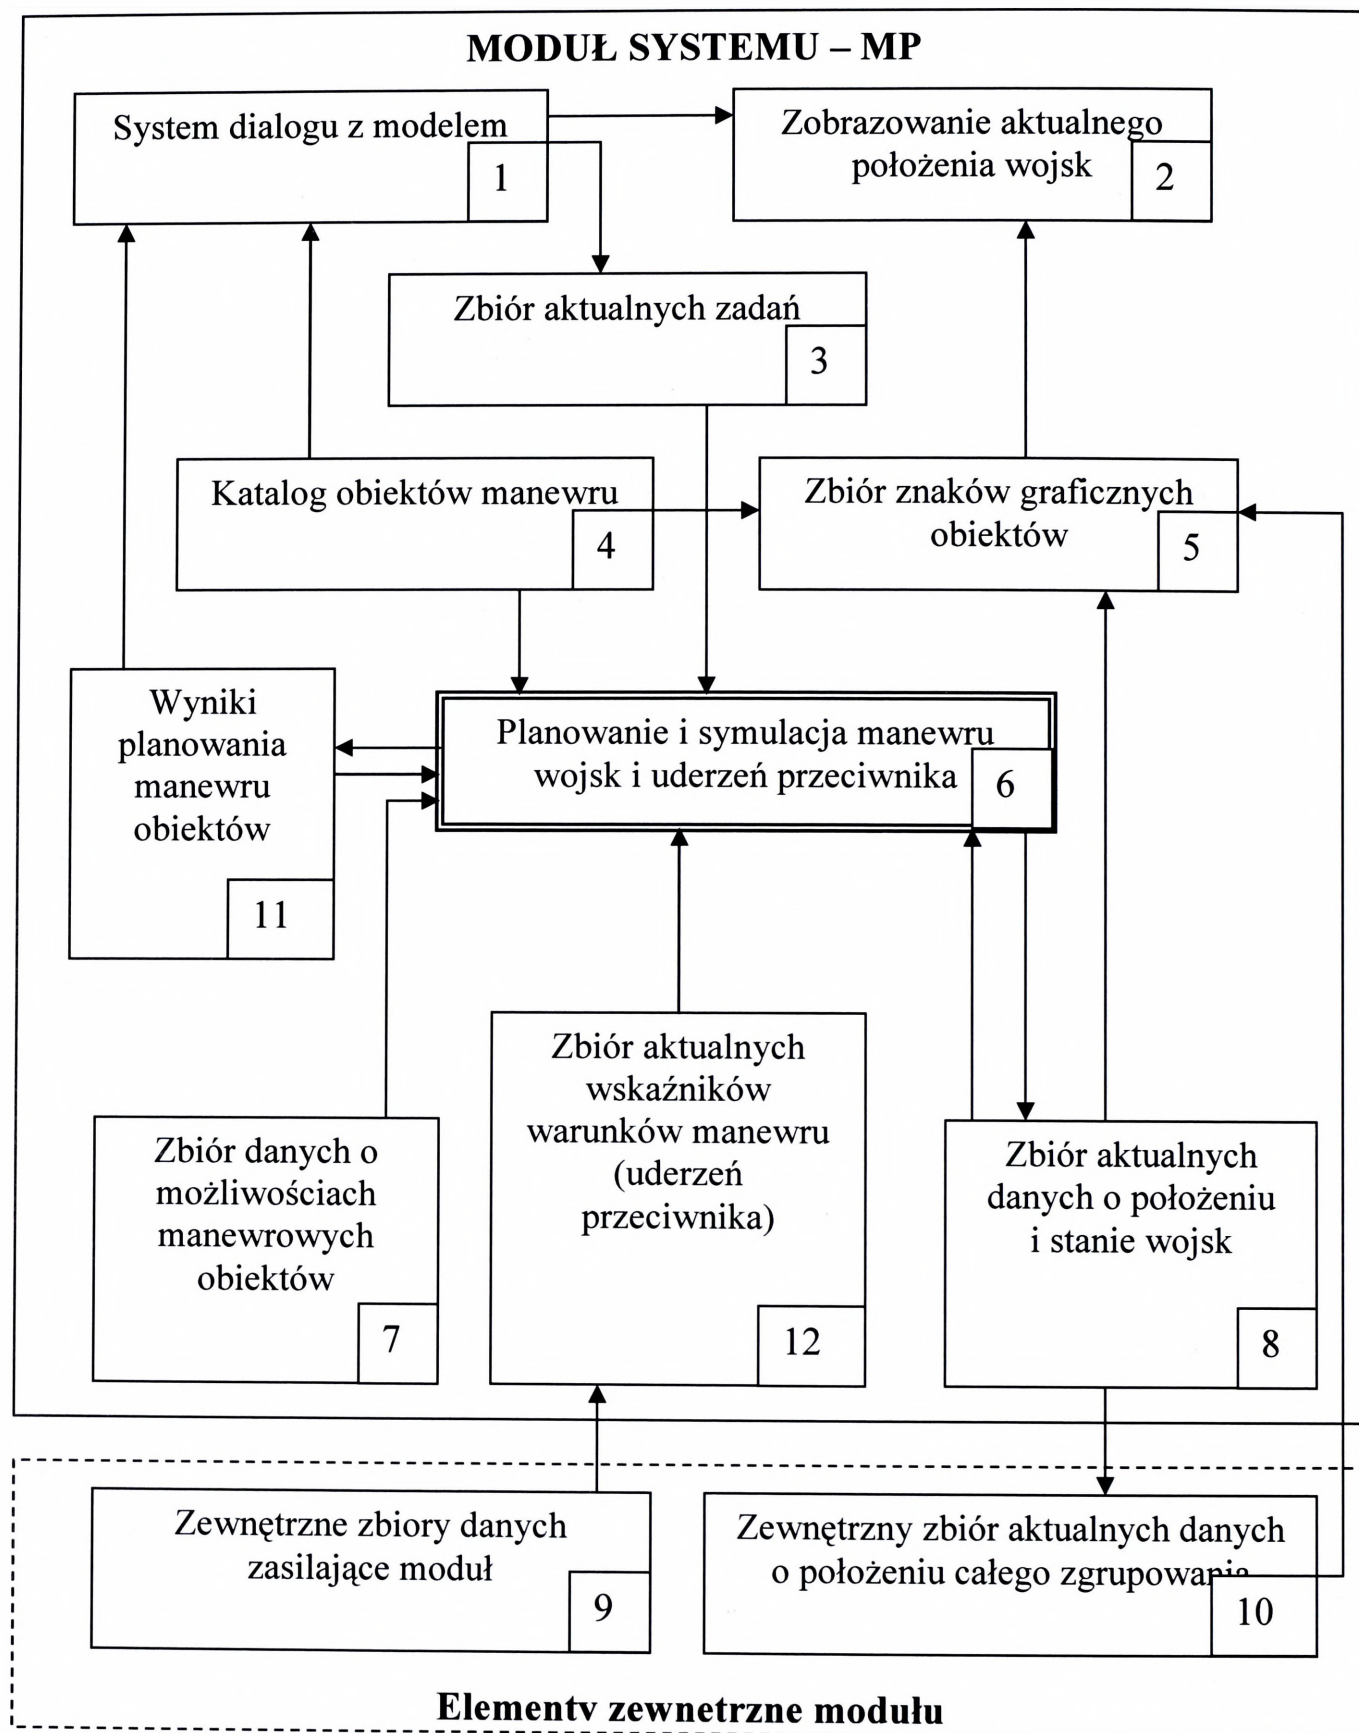 MODUŁ SYSTEMU – MP
System dialogu z modelem
1
Zobrazowanie aktualnego
położenia wojsk
2
Zbiór aktualnych zadań
3
Katalog obiektów manewru
4
Zbiór znaków graficznych
obiektów
5
Wyniki
planowania
manewru
obiektów
11
Planowanie i symulacja manewru
wojsk i uderzeń przeciwnika
6
Zbiór danych o
możliwościach
manewrowych
obiektów
7
Zbiór aktualnych
wskaźników
warunków manewru
(uderzeń
przeciwnika)
12
Zbiór aktualnych
danych o położeniu
i stanie wojsk
8
Zewnętrzne zbiory danych
zasilające moduł
9
Zewnętrzny zbiór aktualnych danych
o położeniu całego zgrupowania
10
Elementy zewnętrzne modułu